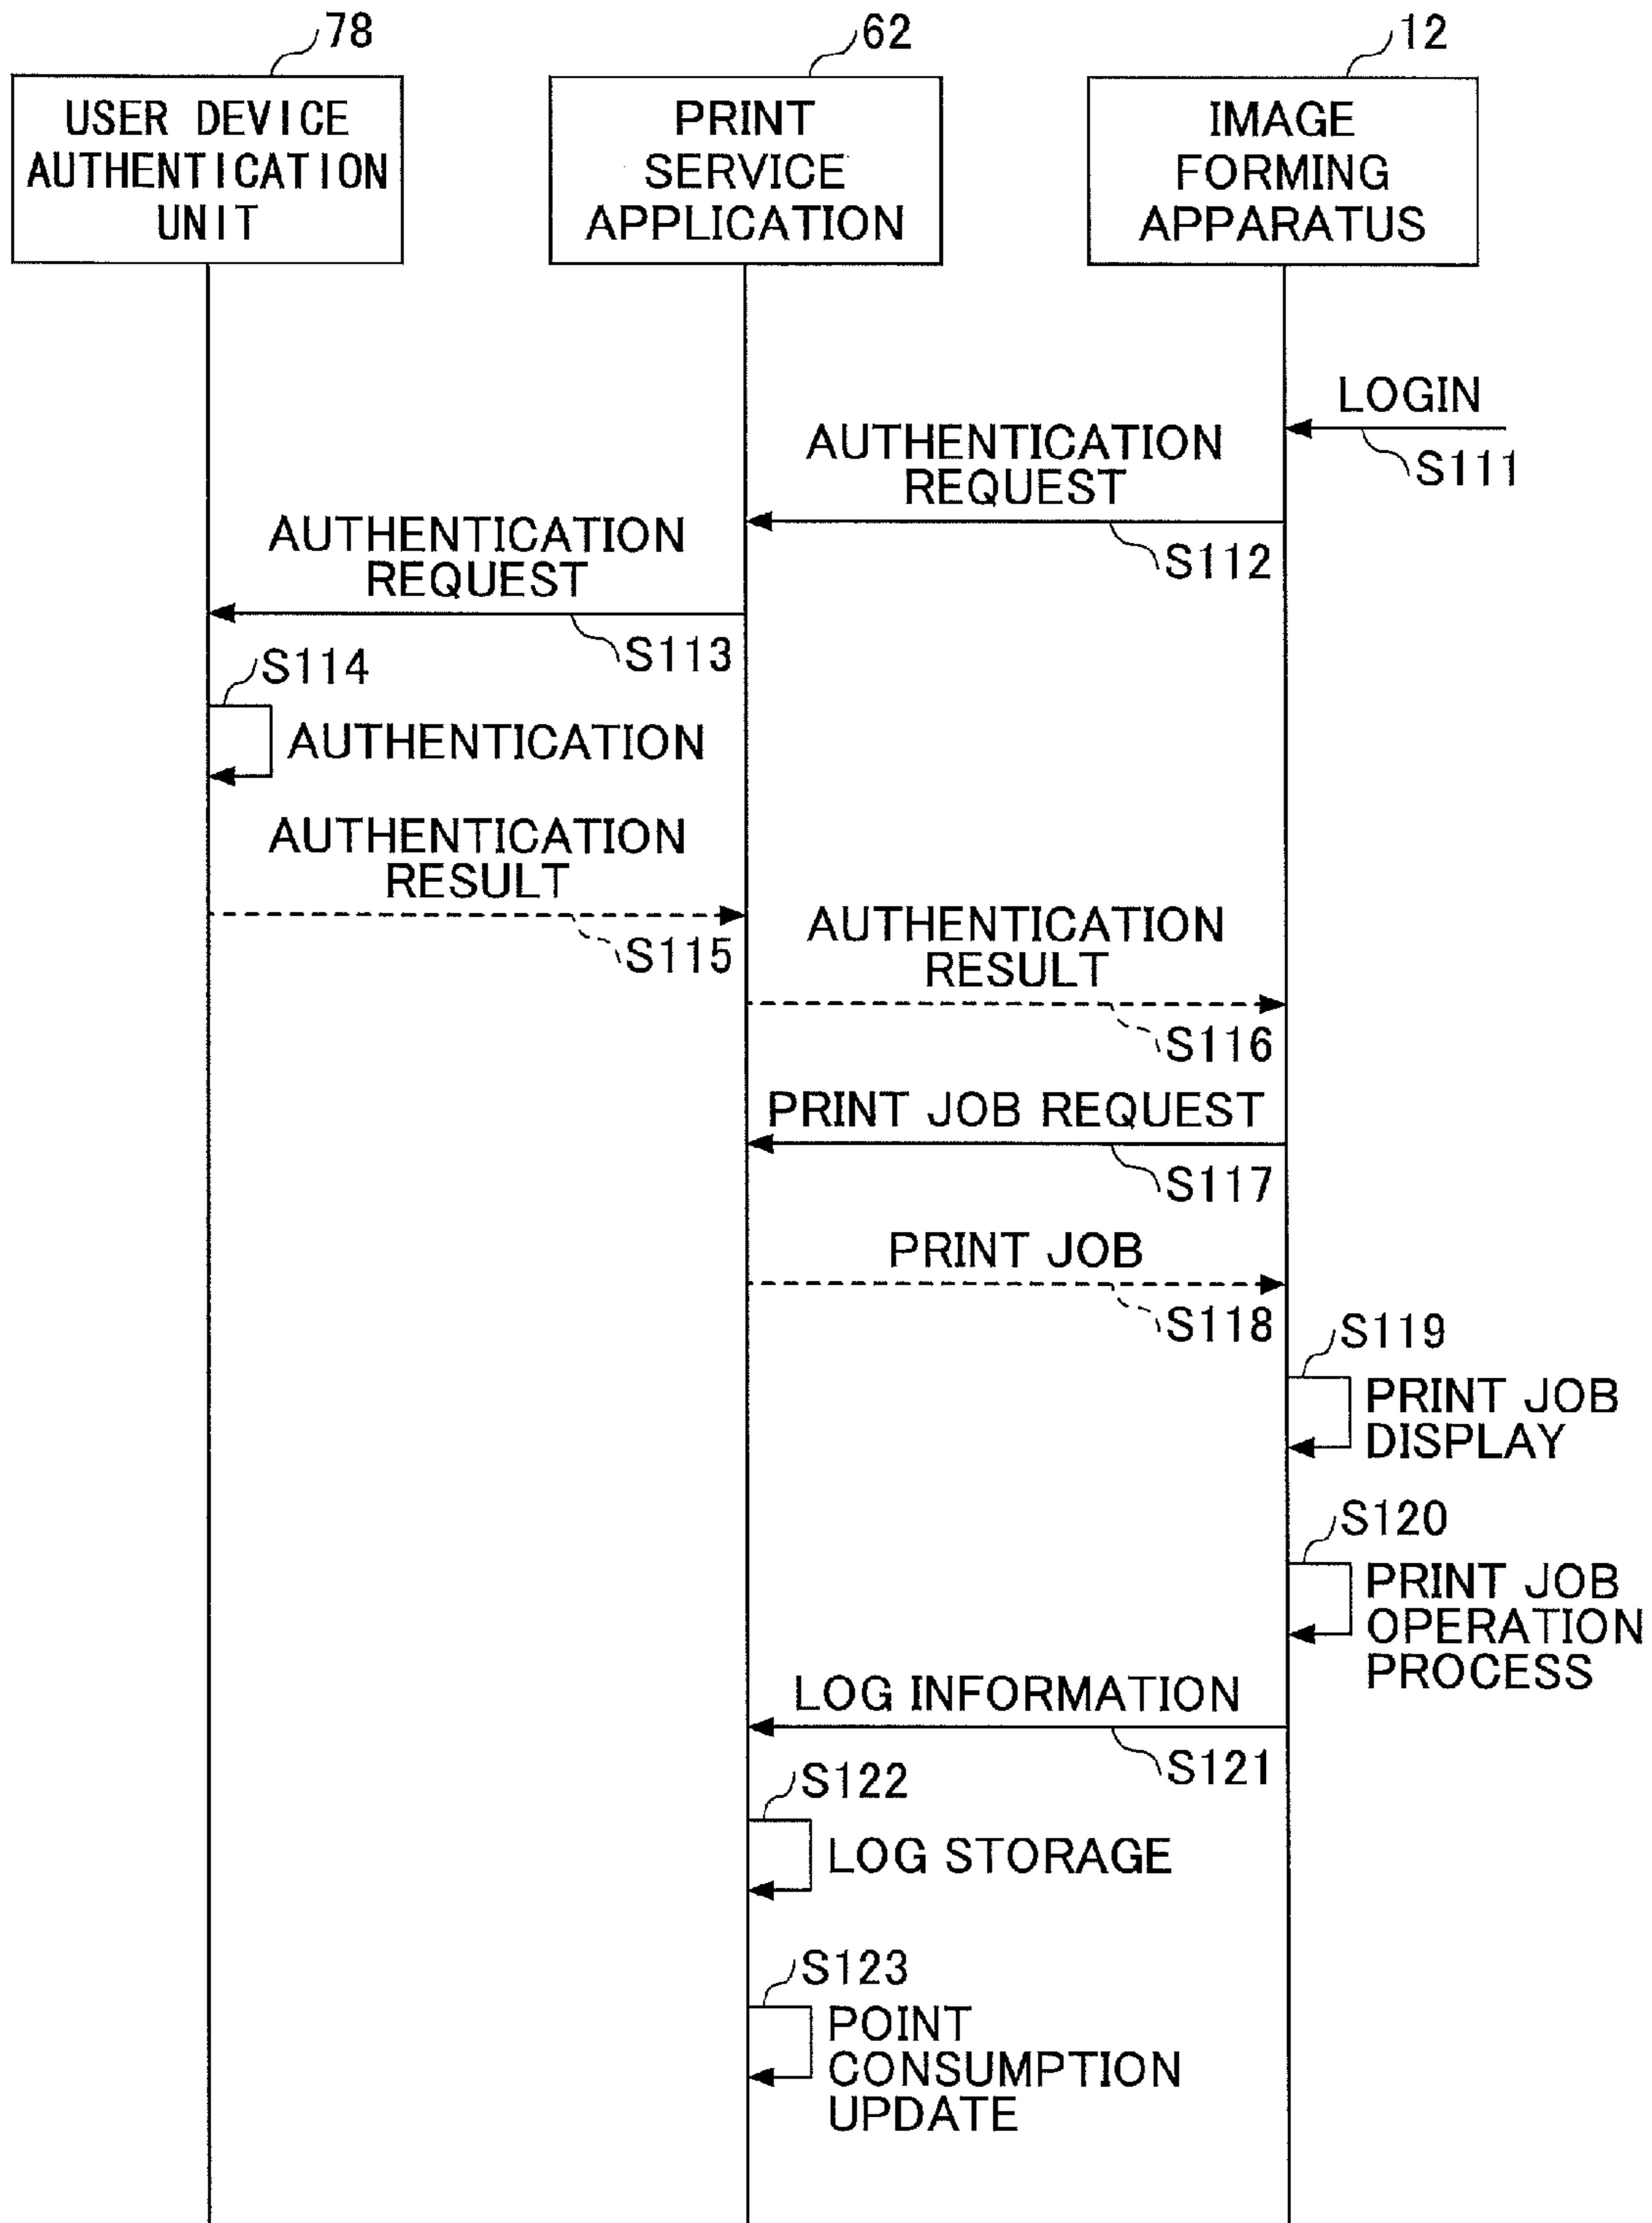 78
62
12
USER DEVICE
AUTHENTICATION
UNIT
PRINT
SERVICE
APPLICATION
IMAGE
FORMING
APPARATUS
LOGIN
S111
AUTHENTICATION
REQUEST
S112
AUTHENTICATION
REQUEST
S113
S114
AUTHENTICATION
AUTHENTICATION
RESULT
S115
AUTHENTICATION
RESULT
S116
PRINT JOB REQUEST
S117
PRINT JOB
S118
S119
PRINT JOB
DISPLAY
S120
PRINT JOB
OPERATION
PROCESS
LOG INFORMATION
S121
S122
LOG STORAGE
S123
POINT
CONSUMPTION
UPDATE